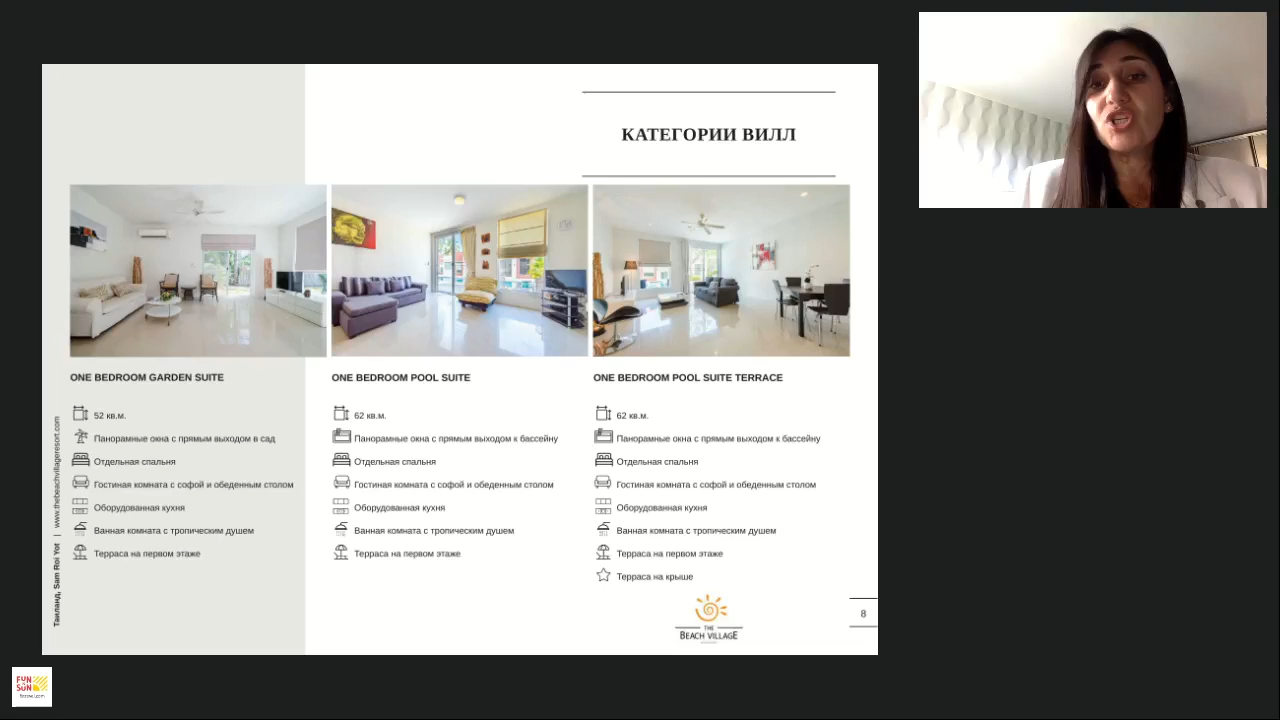 КАТЕГОРИИ ВИЛЛ
ONE BEDROOM GARDEN SUITE
52 кв.м.
Панорамные окна с прямым выходом в сад
Отдельная спальня
Гостиная комната с софой и обеденным столом
Оборудованная кухня
Ванная комната с тропическим душем
Терраса на первом этаже
ONE BEDROOM POOL SUITE
62 кв.м.
Панорамные окна с прямым выходом к бассейну
Отдельная спальня
Гостиная комната с софой и обеденным столом
Оборудованная кухня
Ванная комната с тропическим душем
Терраса на первом этаже
ONE BEDROOM POOL SUITE TERRACE
62 кв.м.
Панорамные окна с прямым выходом к бассейну
Отдельная спальня
Гостиная комната с софой и обеденным столом
Оборудованная кухня
Ванная комната с тропическим душем
Терраса на первом этаже
Терраса на крыше
Таиланд, Sam Roi Yot | www.thebeachvillageresort.com
THE
BEACH VILLAGE
8
FUN
SUN